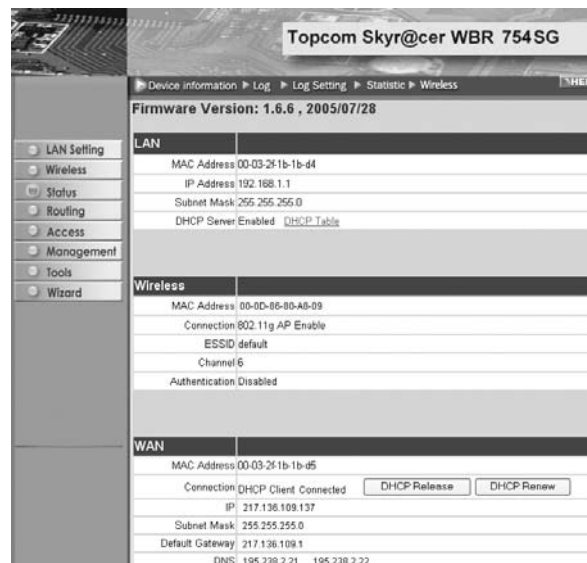 Topcom Skyr@cer WBR 754SG
Device information Log Log Setting Statistic Wireless
Firmware Version: 1.6.6 , 2005/07/28
LAN Setting
Wireless
Status
Routing
Access
Management
Tools
Wizard
LAN
MAC Address 00-03-2f-1b-1b-d4
IP Address 192.168.1.1
Subnet Mask 255.255.255.0
DHCP Server Enabled DHCP Table
Wireless
MAC Address 00-0D-86-80-A8-09
Connection 802.11g AP Enable
ESSID default
Channel 6
Authentication Disabled
WAN
MAC Address 00-03-2f-1b-1b-d5
Connection DHCP Client Connected DHCP Release DHCP Renew
IP 217.136.109.137
Subnet Mask 255.255.255.0
Default Gateway 217.136.109.1
DNS 195.238.2.21 195.238.2.22